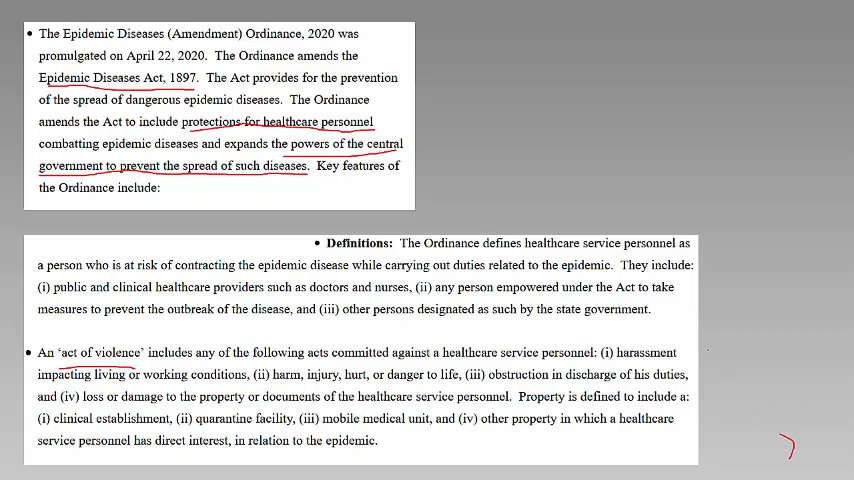 • The Epidemic Diseases (Amendment) Ordinance, 2020 was
promulgated on April 22, 2020. The Ordinance amends the
Epidemic Diseases Act, 1897. The Act provides for the prevention
of the spread of dangerous epidemic diseases. The Ordinance
amends the Act to include protections for healthcare personnel
combatting epidemic diseases and expands the powers of the central
government to prevent the spread of such diseases. Key features of
the Ordinance include:
• Definitions: The Ordinance defines healthcare service personnel as
a person who is at risk of contracting the epidemic disease while carrying out duties related to the epidemic. They include:
(i) public and clinical healthcare providers such as doctors and nurses, (ii) any person empowered under the Act to take
measures to prevent the outbreak of the disease, and (iii) other persons designated as such by the state government.
• An ‘act of violence’ includes any of the following acts committed against a healthcare service personnel: (i) harassment
impacting living or working conditions, (ii) harm, injury, hurt, or danger to life, (iii) obstruction in discharge of his duties,
and (iv) loss or damage to the property or documents of the healthcare service personnel. Property is defined to include a:
(i) clinical establishment, (ii) quarantine facility, (iii) mobile medical unit, and (iv) other property in which a healthcare
service personnel has direct interest, in relation to the epidemic.